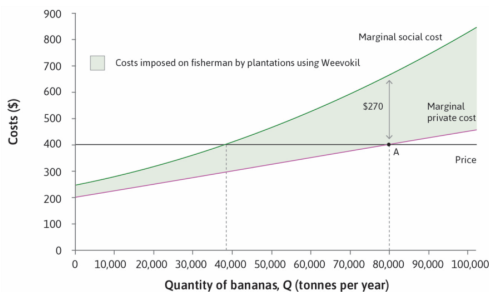 900
800
700
600
500
400
300
200
100
0
Costs ($)
Marginal social cost
Costs imposed on fisherman by plantations using Weevokil
$270
Marginal
private cost
A
Price
0 10,000 20,000 30,000 40,000 50,000 60,000 70,000 80,000 90,000 100,000
Quantity of bananas, Q (tonnes per year)